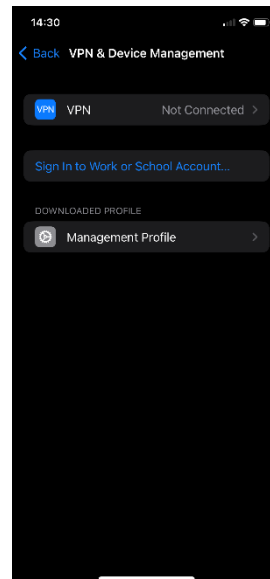 14:30
Back VPN & Device Management
VPN VPN Not Connected
Sign In to Work or School Account...
DOWNLOADED PROFILE
Management Profile